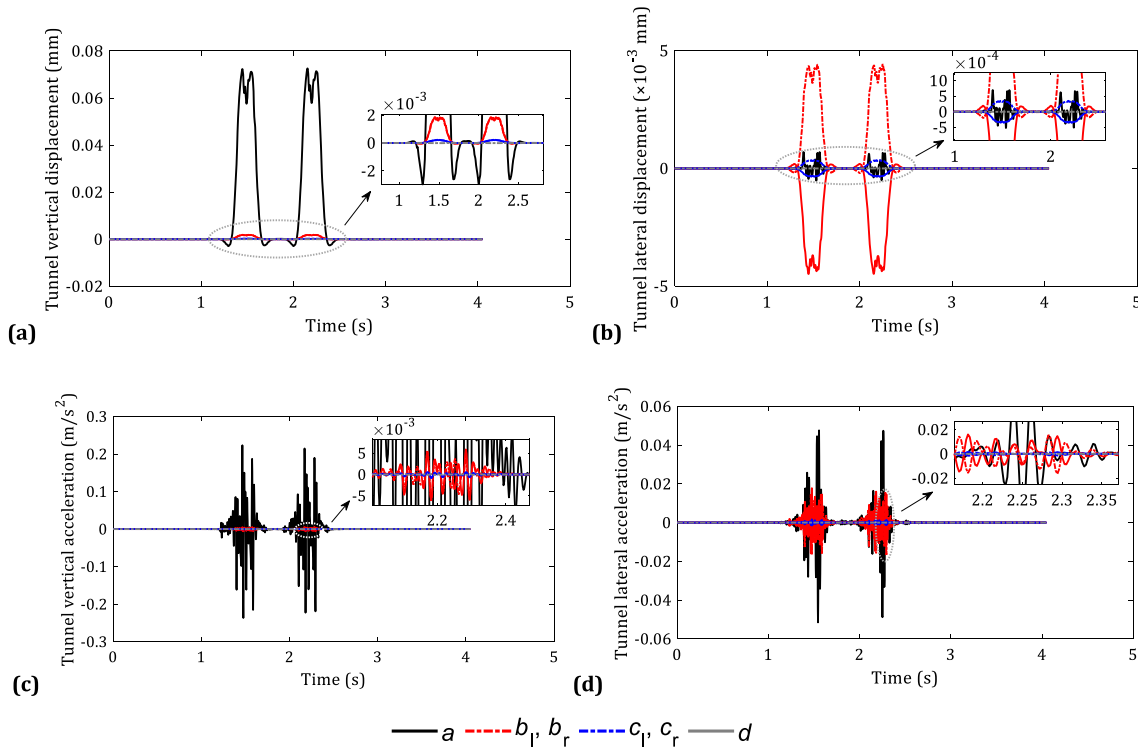 Tunnel vertical displacement (mm)
0.08
0.06
0.04
0.02
0
-0.02
0 1 2 3 4 5
Time (s)
(a)
×10⁻³
2
0
-2
1 1.5 2 2.5
Tunnel lateral displacement (×10⁻³ mm)
5
0
-5
0 1 2 3 4 5
Time (s)
(b)
×10⁻⁴
10
5
0
-5
1 2
Tunnel vertical acceleration (m/s²)
0.3
0.2
0.1
0
-0.1
-0.2
-0.3
0 1 2 3 4 5
Time (s)
(c)
×10⁻³
5
0
-5
2.2 2.4
Tunnel lateral acceleration (m/s²)
0.06
0.04
0.02
0
-0.02
-0.04
-0.06
0 1 2 3 4 5
Time (s)
(d)
0.02
0
-0.02
2.2 2.25 2.3 2.35
a b_l, b_r c_l, c_r d